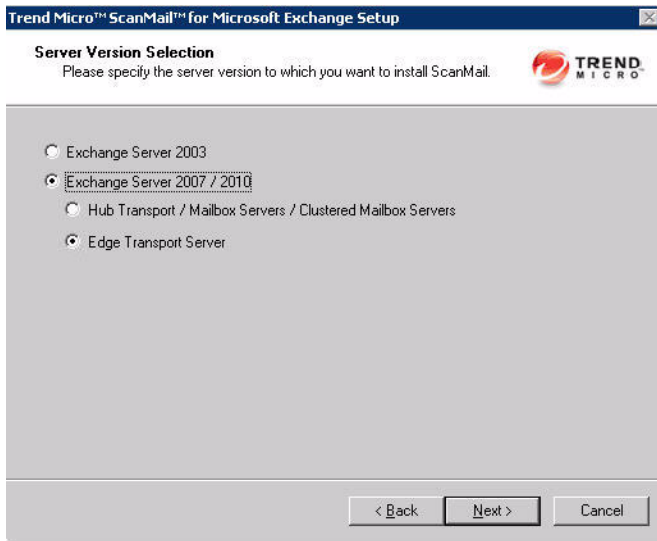 Trend Micro™ ScanMail™ for Microsoft Exchange Setup
Server Version Selection
Please specify the server version to which you want to install ScanMail.
TREND
MICRO
Exchange Server 2003
Exchange Server 2007 / 2010
Hub Transport / Mailbox Servers / Clustered Mailbox Servers
Edge Transport Server
< Back
Next >
Cancel